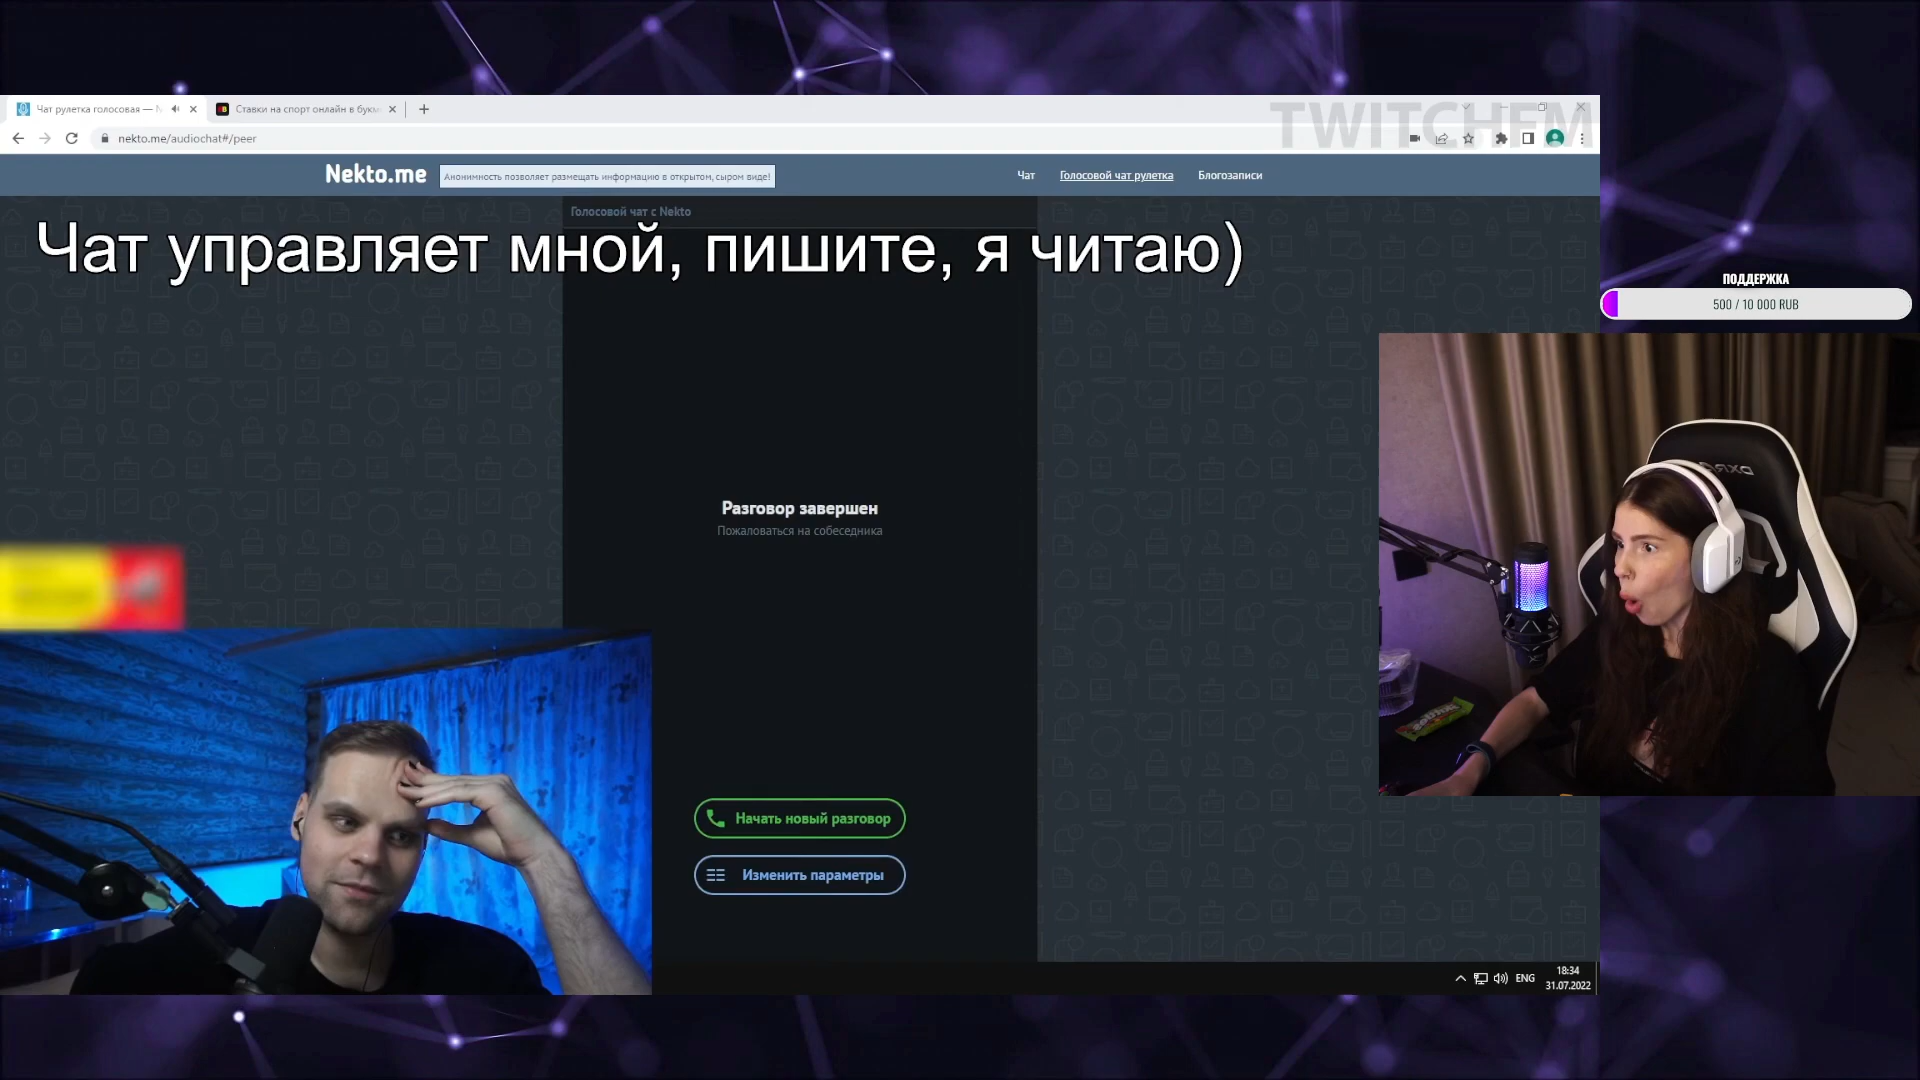 Чат рулетка голосовая — N
Ставки на спорт онлайн в букм
TWITCHFM
nekto.me/audiochat#/peer
Nekto.me
Анонимность позволяет размещать информацию в открытом, сыром виде!
Чат
Голосовой чат рулетка
Блогозаписи
Голосовой чат с Nekto
Чат управляет мной, пишите, я читаю)
ПОДДЕРЖКА
500 / 10 000 RUB
DXRA
Разговор завершен
Пожаловаться на собеседника
Начать новый разговор
Изменить параметры
ENG
18:34
31.07.2022